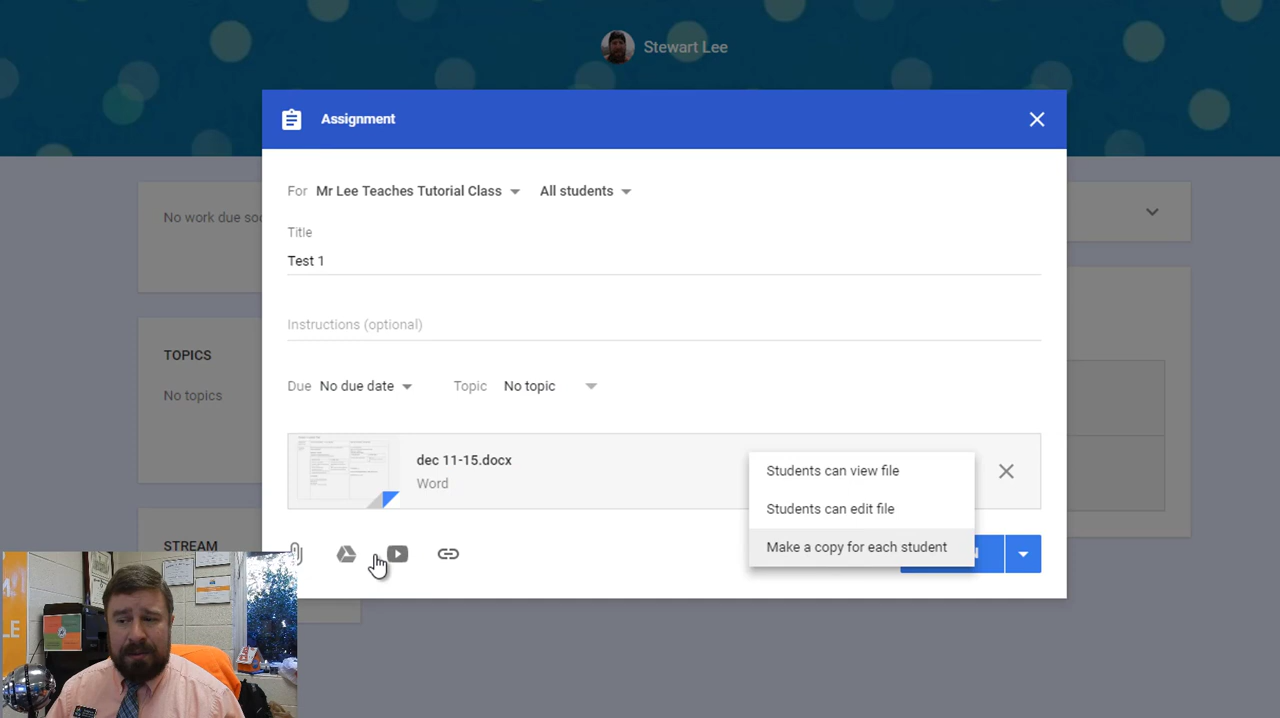 Stewart Lee
Assignment
For Mr Lee Teaches Tutorial Class All students
No work due
Title
Test 1
Instructions (optional)
TOPICS
Due No due date Topic No topic
No topics
dec 11-15.docx
Word
Students can view file
Students can edit file
Make a copy for each student
STREAM